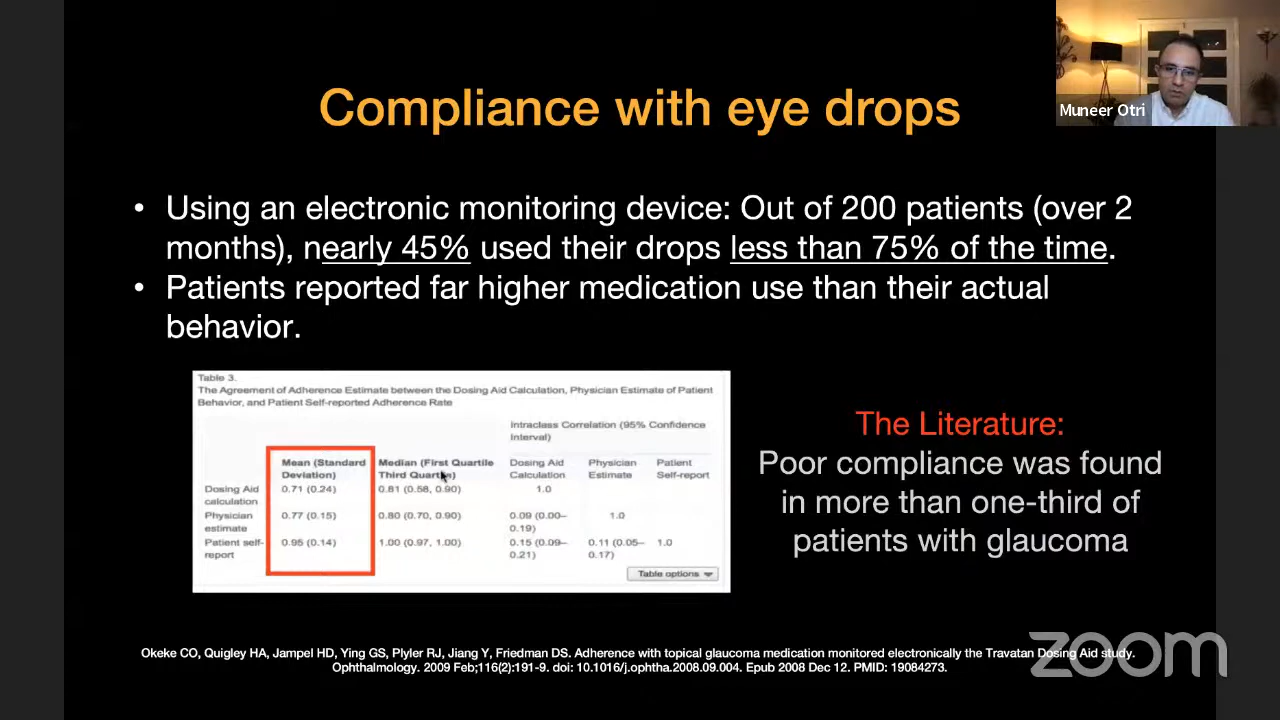 Compliance with eye drops
Muneer Otri
• Using an electronic monitoring device: Out of 200 patients (over 2
months), nearly 45% used their drops less than 75% of the time.
• Patients reported far higher medication use than their actual
behavior.
Table 3.
The Agreement of Adherence Estimate between the Dosing Aid Calculation, Physician Estimate of Patient
Behavior, and Patient Self-reported Adherence Rate
Intraclass Correlation (95% Confidence
Interval)
Mean (Standard Median (First Quartile Dosing Aid Physician Patient
Deviation) Third Quartile) Calculation Estimate Self-report
Dosing Aid 0.71 (0.24) 0.81 (0.58, 0.90) 1.0
calculation
Physician 0.77 (0.15) 0.80 (0.70, 0.90) 0.09 (0.00– 1.0
estimate 0.19)
Patient self- 0.95 (0.14) 1.00 (0.97, 1.00) 0.15 (0.09– 0.11 (0.05– 1.0
report 0.21) 0.17)
Table options
The Literature:
Poor compliance was found
in more than one-third of
patients with glaucoma
Okeke CO, Quigley HA, Jampel HD, Ying GS, Plyler RJ, Jiang Y, Friedman DS. Adherence with topical glaucoma medication monitored electronically the Travatan Dosing Aid study.
Ophthalmology. 2009 Feb;116(2):191-9. doi: 10.1016/j.ophtha.2008.09.004. Epub 2008 Dec 12. PMID: 19084273.
zoom